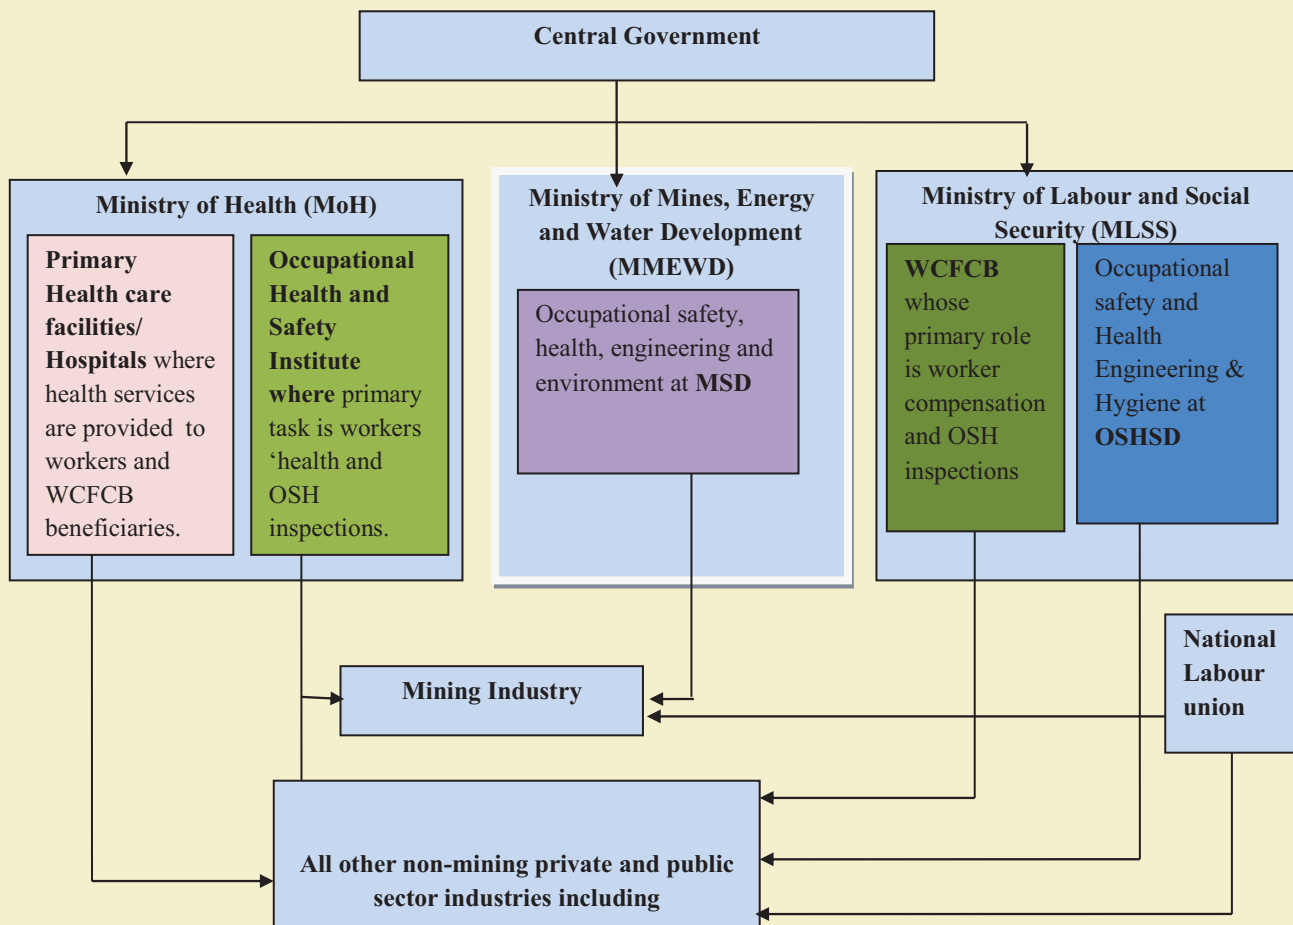 Central Government
Ministry of Health (MoH)
Primary
Health care
facilities/
Hospitals where
health services
are provided to
workers and
WCFCB
beneficiaries.
Occupational
Health and
Safety
Institute
where primary
task is workers
‘health and
OSH
inspections.
Ministry of Mines, Energy
and Water Development
(MMEWD)
Occupational safety,
health, engineering and
environment at MSD
Ministry of Labour and Social
Security (MLSS)
WCFCB
whose
primary role
is worker
compensation
and OSH
inspections
Occupational
safety and
Health
Engineering &
Hygiene at
OSHSD
National
Labour
union
Mining Industry
All other non-mining private and public
sector industries including